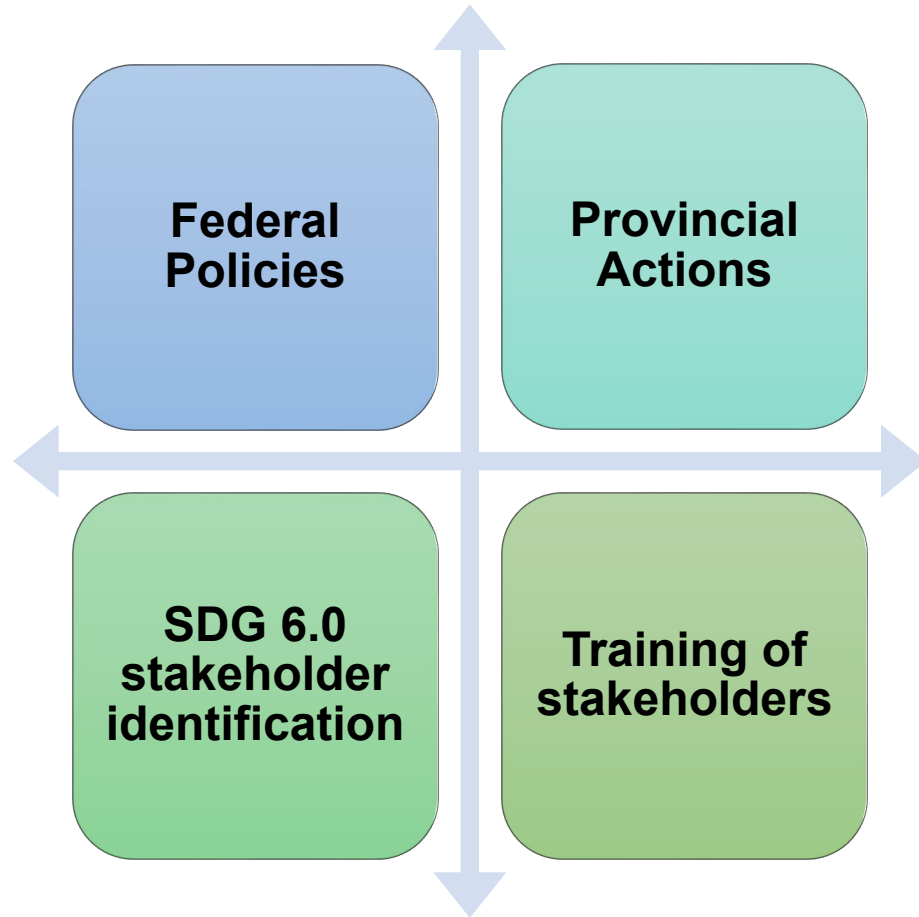 Federal
Policies
Provincial
Actions
SDG 6.0
stakeholder
identification
Training of
stakeholders